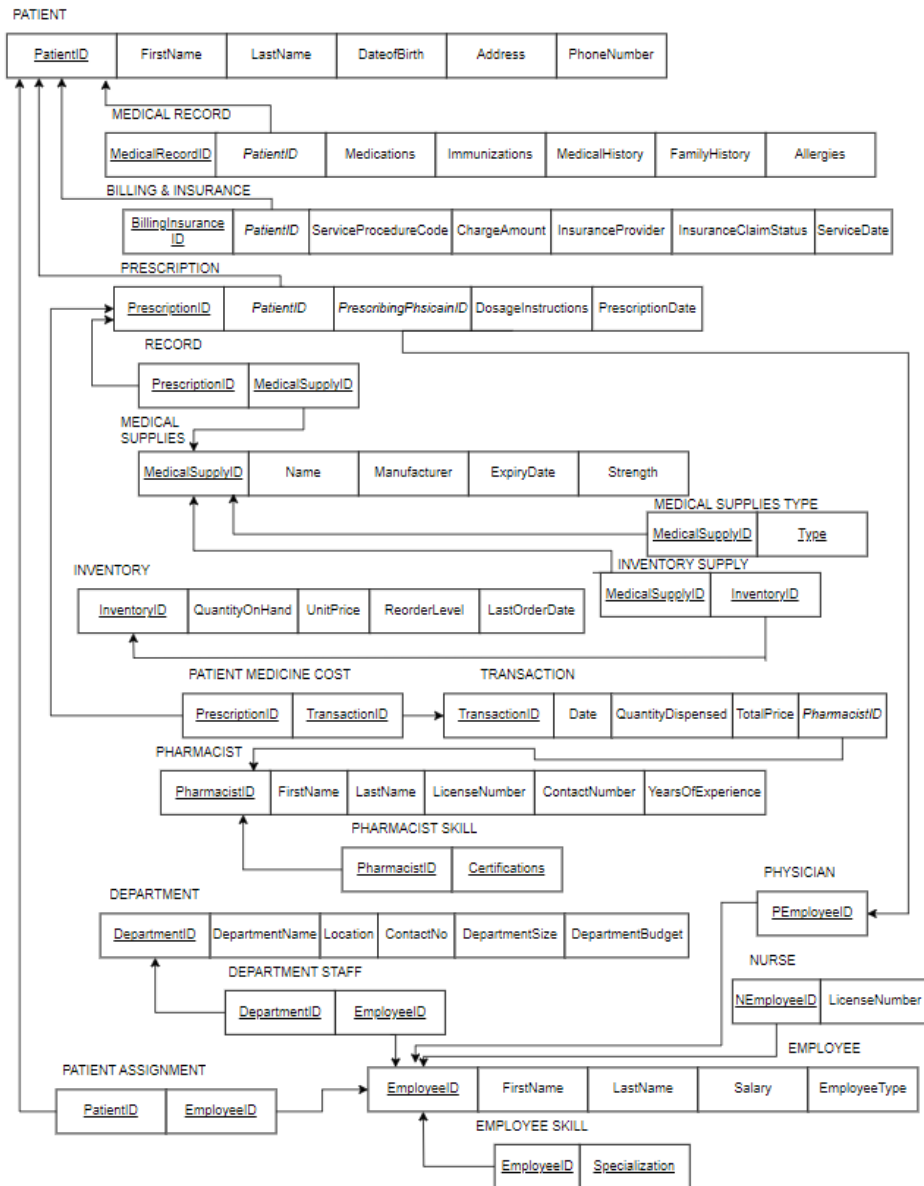 PATIENT
PatientID FirstName LastName DateofBirth Address PhoneNumber
MEDICAL RECORD
MedicalRecordID PatientID Medications Immunizations MedicalHistory FamilyHistory Allergies
BILLING & INSURANCE
BillingInsurance
ID PatientID ServiceProcedureCode ChargeAmount InsuranceProvider InsuranceClaimStatus ServiceDate
PRESCRIPTION
PrescriptionID PatientID PrescribingPhsicainID DosageInstructions PrescriptionDate
RECORD
PrescriptionID MedicalSupplyID
MEDICAL
SUPPLIES
MedicalSupplyID Name Manufacturer ExpiryDate Strength
MEDICAL SUPPLIES TYPE
MedicalSupplyID Type
INVENTORY SUPPLY
MedicalSupplyID InventoryID
INVENTORY
InventoryID QuantityOnHand UnitPrice ReorderLevel LastOrderDate
PATIENT MEDICINE COST
PrescriptionID TransactionID
TRANSACTION
TransactionID Date QuantityDispensed TotalPrice PharmacistID
PHARMACIST
PharmacistID FirstName LastName LicenseNumber ContactNumber YearsOfExperience
PHARMACIST SKILL
PharmacistID Certifications
PHYSICIAN
PEmployeeID
DEPARTMENT
DepartmentID DepartmentName Location ContactNo DepartmentSize DepartmentBudget
DEPARTMENT STAFF
DepartmentID EmployeeID
NURSE
NEmployeeID LicenseNumber
EMPLOYEE
EmployeeID FirstName LastName Salary EmployeeType
PATIENT ASSIGNMENT
PatientID EmployeeID
EMPLOYEE SKILL
EmployeeID Specialization